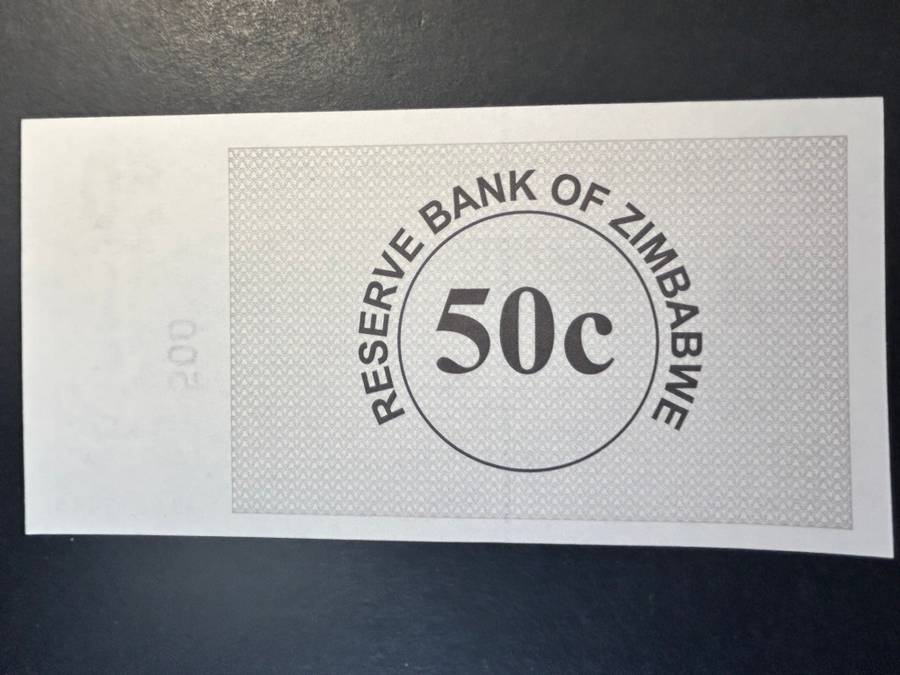 RESERVE BANK OF ZIMBABWE
50c